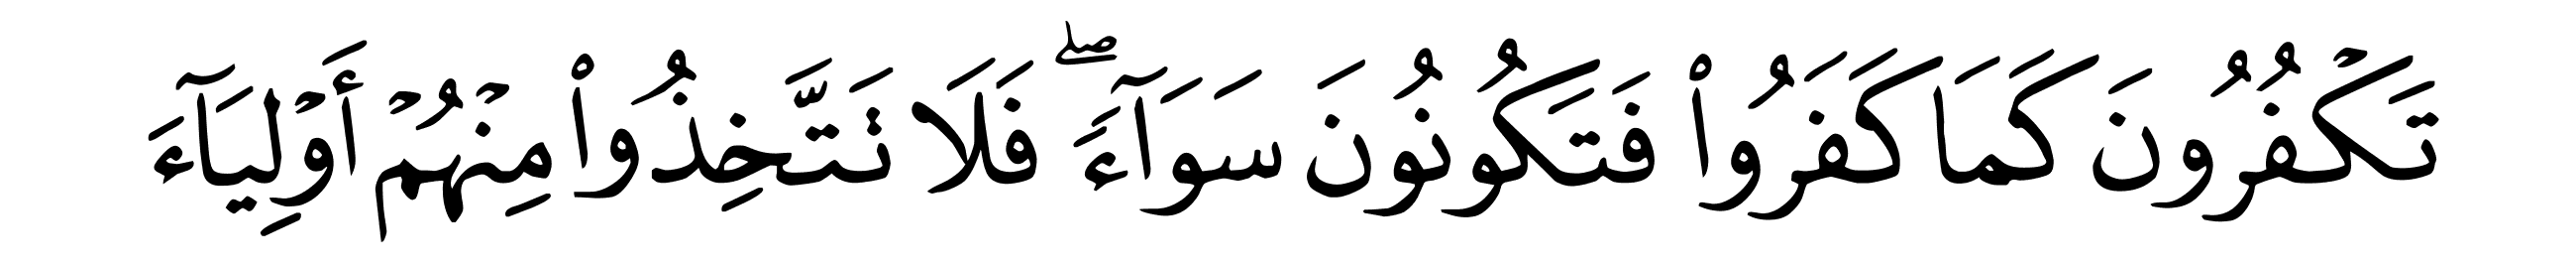 تَكْفُرُونَ كَمَا كَفَرُوا۟ فَتَكُونُونَ سَوَآءًۖ فَلَا تَتَّخِذُوا۟ مِنْهُمْ أَوْلِيَآءَ